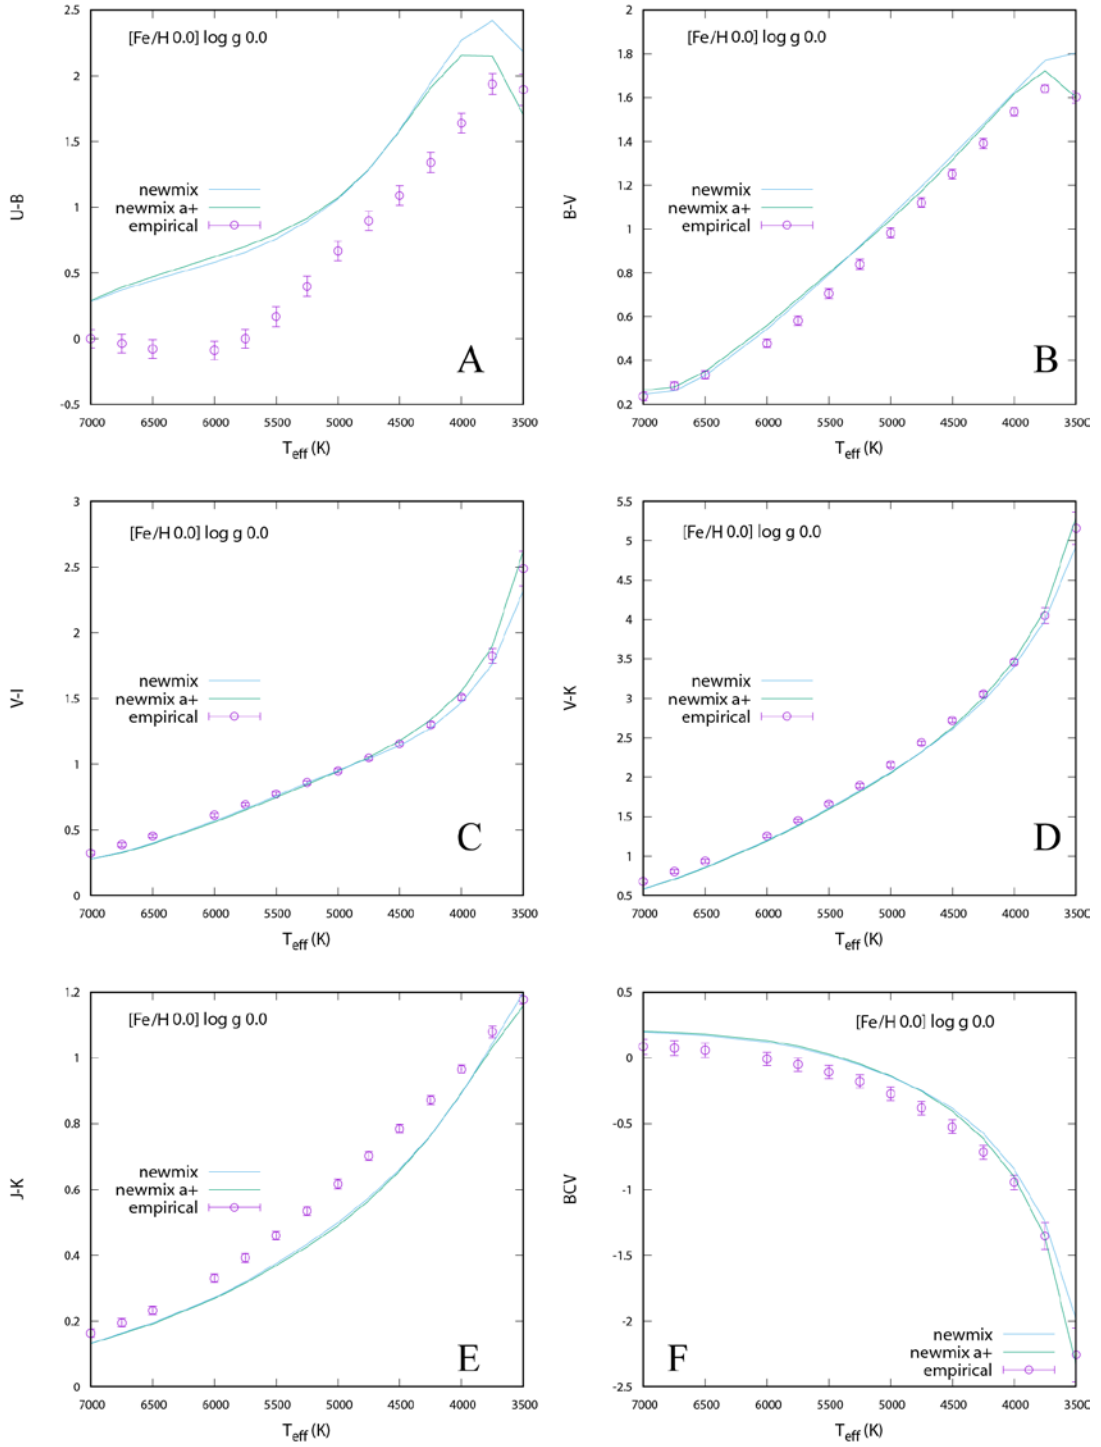 [Fe/H 0.0] log g 0.0
2.5
2
1.5
1
0.5
0
-0.5
U-B
newmix
newmix a+
empirical
A
7000 6500 6000 5500 5000 4500 4000 3500
Teff (K)
[Fe/H 0.0] log g 0.0
2
1.8
1.6
1.4
1.2
1
0.8
0.6
0.4
0.2
B-V
newmix
newmix a+
empirical
B
7000 6500 6000 5500 5000 4500 4000 3500
Teff (K)
[Fe/H 0.0] log g 0.0
3
2.5
2
1.5
1
0.5
0
V-I
newmix
newmix a+
empirical
C
7000 6500 6000 5500 5000 4500 4000 3500
Teff (K)
[Fe/H 0.0] log g 0.0
5.5
5
4.5
4
3.5
3
2.5
2
1.5
1
0.5
V-K
newmix
newmix a+
empirical
D
7000 6500 6000 5500 5000 4500 4000 3500
Teff (K)
[Fe/H 0.0] log g 0.0
1.2
1
0.8
0.6
0.4
0.2
0
J-K
newmix
newmix a+
empirical
E
7000 6500 6000 5500 5000 4500 4000 3500
Teff (K)
[Fe/H 0.0] log g 0.0
0.5
0
-0.5
-1
-1.5
-2
-2.5
BCV
newmix
newmix a+
empirical
F
7000 6500 6000 5500 5000 4500 4000 3500
Teff (K)